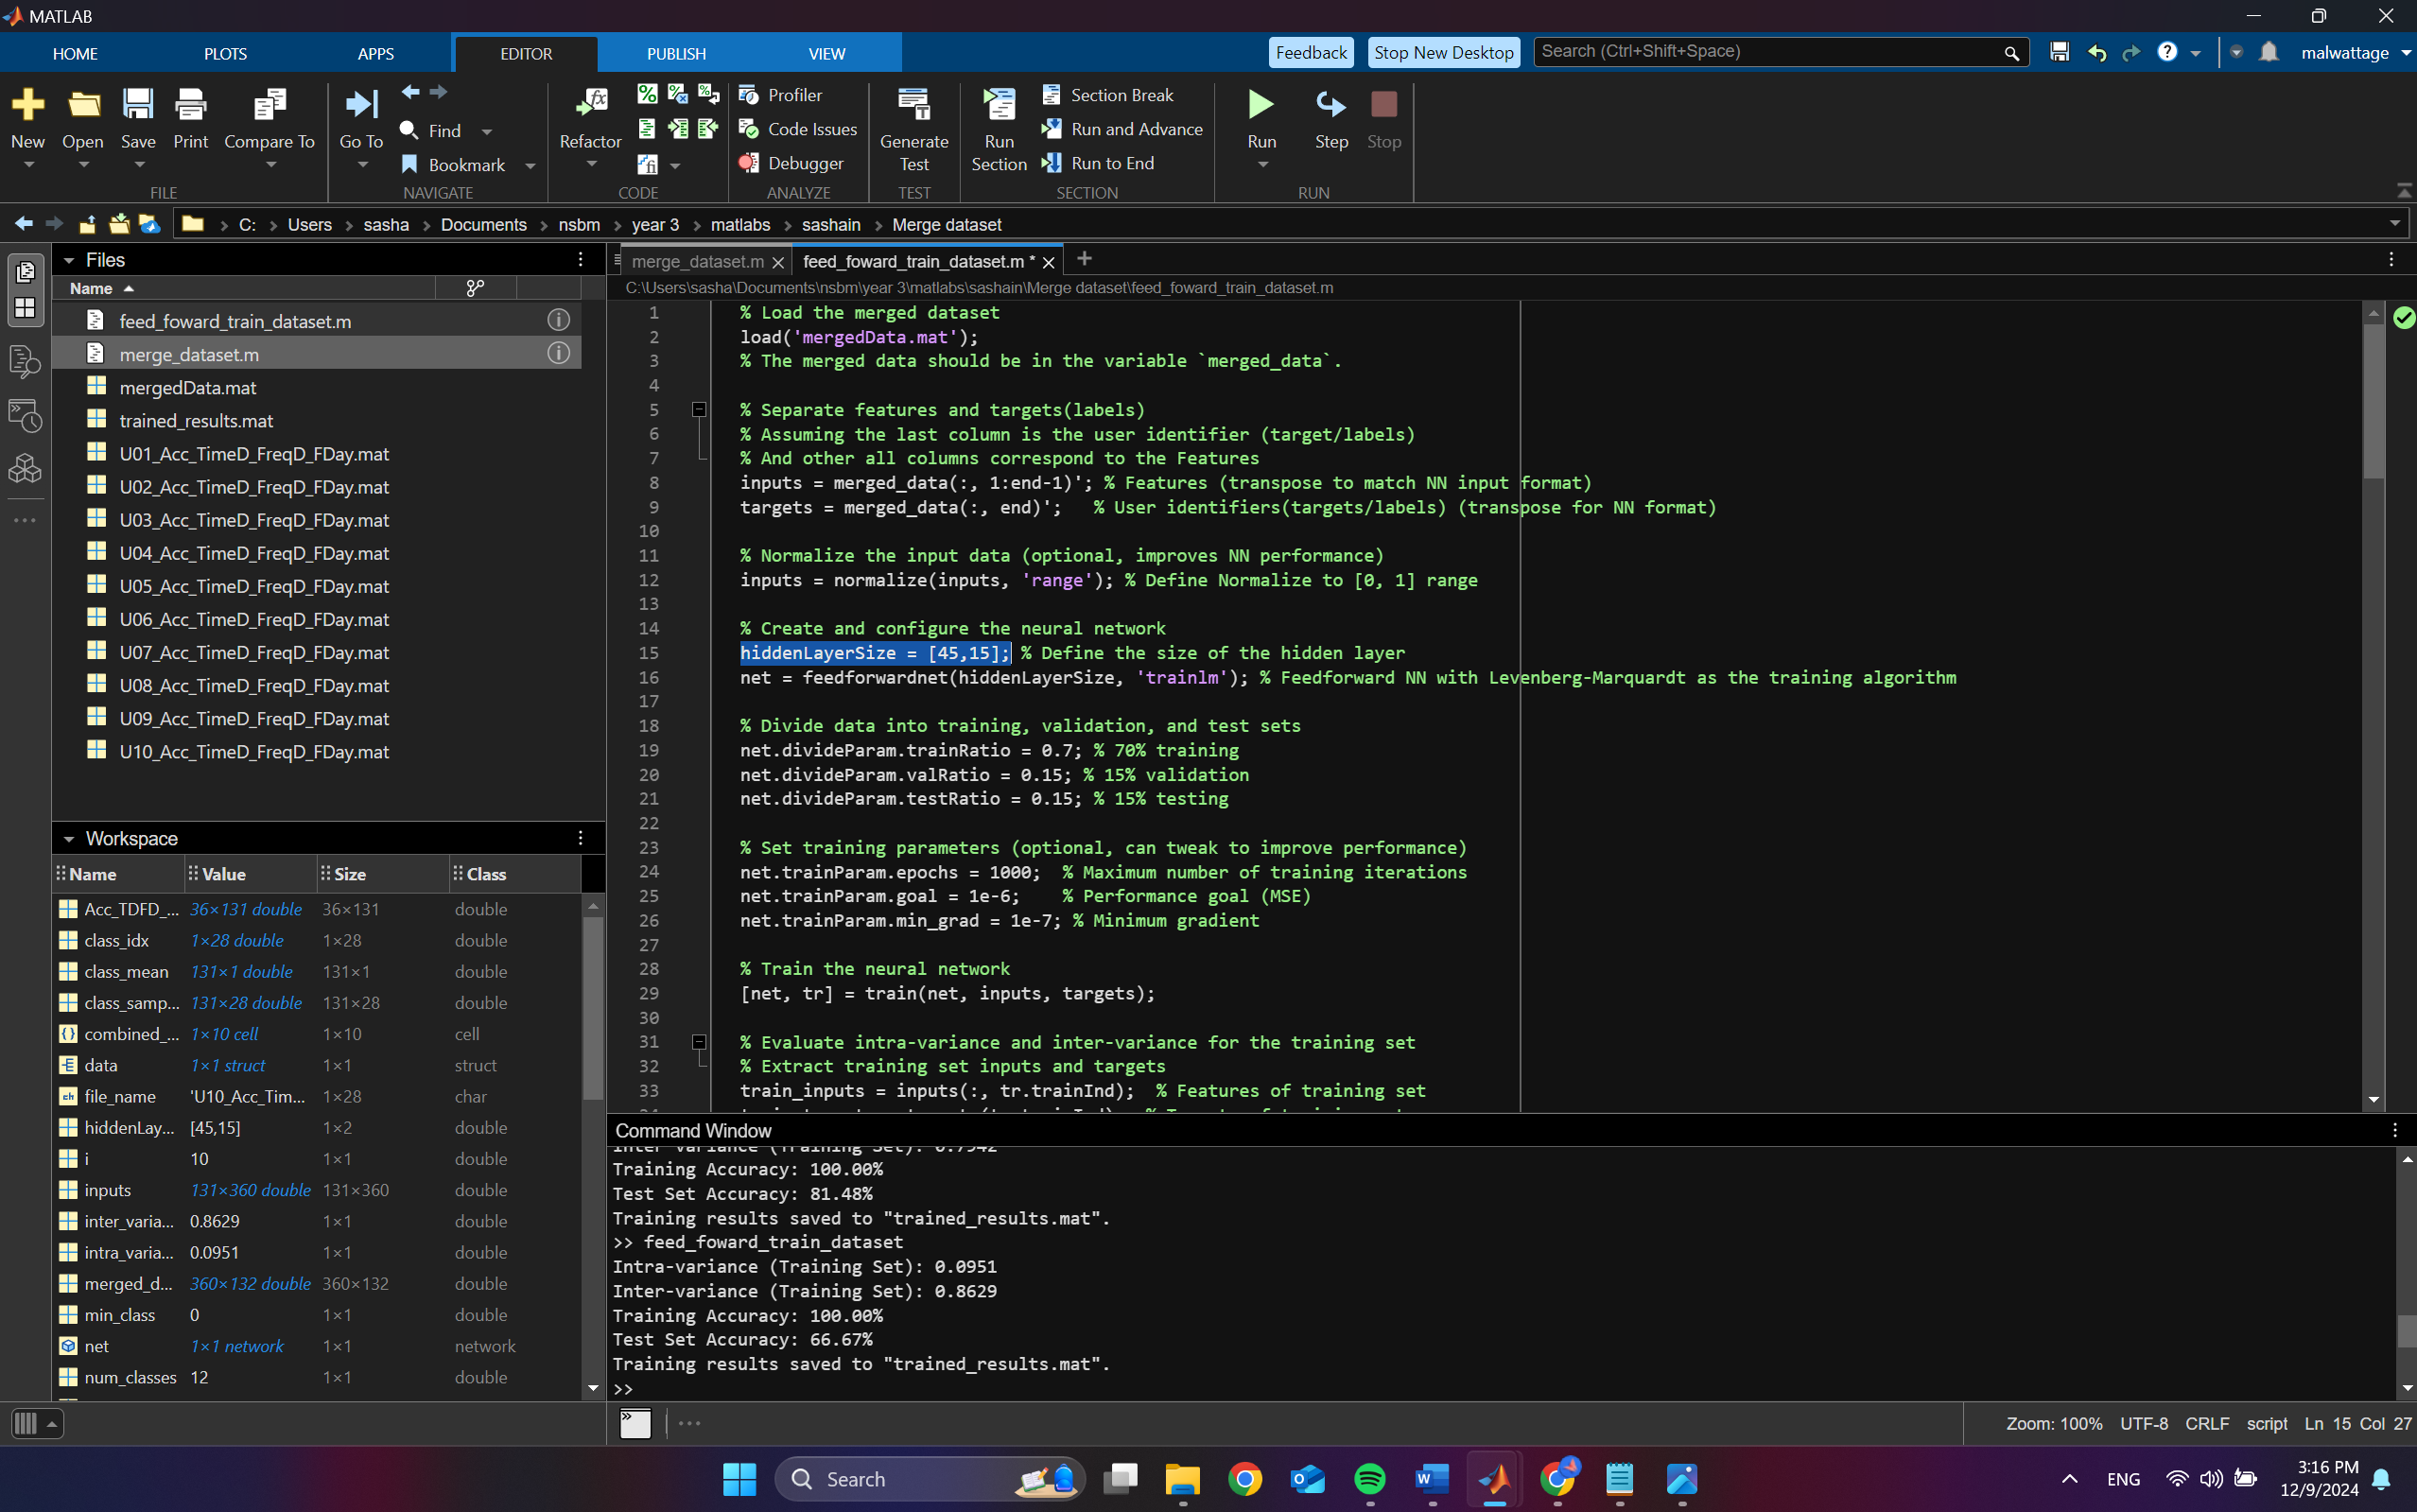 MATLAB
HOME PLOTS APPS EDITOR PUBLISH VIEW Feedback Stop New Desktop Search (Ctrl+Shift+Space) malwattage
New Open Save Print Compare To Go To Find Bookmark Refactor Profiler Code Issues Debugger Generate Test Run Section Section Break Run and Advance Run to End Run Step Stop
FILE NAVIGATE CODE ANALYZE TEST SECTION RUN
C: Users sasha Documents nsbm year 3 matlabs sashain Merge dataset
Files
Name
feed_foward_train_dataset.m
merge_dataset.m
mergedData.mat
trained_results.mat
U01_Acc_TimeD_FreqD_FDay.mat
U02_Acc_TimeD_FreqD_FDay.mat
U03_Acc_TimeD_FreqD_FDay.mat
U04_Acc_TimeD_FreqD_FDay.mat
U05_Acc_TimeD_FreqD_FDay.mat
U06_Acc_TimeD_FreqD_FDay.mat
U07_Acc_TimeD_FreqD_FDay.mat
U08_Acc_TimeD_FreqD_FDay.mat
U09_Acc_TimeD_FreqD_FDay.mat
U10_Acc_TimeD_FreqD_FDay.mat
Workspace
Name Value Size Class
Acc_TDFD_... 36×131 double 36×131 double
class_idx 1×28 double 1×28 double
class_mean 131×1 double 131×1 double
class_samp... 131×28 double 131×28 double
combined_... 1×10 cell 1×10 cell
data 1×1 struct 1×1 struct
file_name 'U10_Acc_Tim... 1×28 char
hiddenLay... [45,15] 1×2 double
i 10 1×1 double
inputs 131×360 double 131×360 double
inter_varia... 0.8629 1×1 double
intra_varia... 0.0951 1×1 double
merged_d... 360×132 double 360×132 double
min_class 0 1×1 double
net 1×1 network 1×1 network
num_classes 12 1×1 double
merge_dataset.m feed_foward_train_dataset.m *
C:\Users\sasha\Documents\nsbm\year 3\matlabs\sashain\Merge dataset\feed_foward_train_dataset.m
1 % Load the merged dataset
2 load('mergedData.mat');
3 % The merged data should be in the variable `merged_data`.
4
5 % Separate features and targets(labels)
6 % Assuming the last column is the user identifier (target/labels)
7 % And other all columns correspond to the Features
8 inputs = merged_data(:, 1:end-1)'; % Features (transpose to match NN input format)
9 targets = merged_data(:, end)'; % User identifiers(targets/labels) (transpose for NN format)
10
11 % Normalize the input data (optional, improves NN performance)
12 inputs = normalize(inputs, 'range'); % Define Normalize to [0, 1] range
13
14 % Create and configure the neural network
15 hiddenLayerSize = [45,15]; % Define the size of the hidden layer
16 net = feedforwardnet(hiddenLayerSize, 'trainlm'); % Feedforward NN with Levenberg-Marquardt as the training algorithm
17
18 % Divide data into training, validation, and test sets
19 net.divideParam.trainRatio = 0.7; % 70% training
20 net.divideParam.valRatio = 0.15; % 15% validation
21 net.divideParam.testRatio = 0.15; % 15% testing
22
23 % Set training parameters (optional, can tweak to improve performance)
24 net.trainParam.epochs = 1000; % Maximum number of training iterations
25 net.trainParam.goal = 1e-6; % Performance goal (MSE)
26 net.trainParam.min_grad = 1e-7; % Minimum gradient
27
28 % Train the neural network
29 [net, tr] = train(net, inputs, targets);
30
31 % Evaluate intra-variance and inter-variance for the training set
32 % Extract training set inputs and targets
33 train_inputs = inputs(:, tr.trainInd); % Features of training set
Command Window
Training Accuracy: 100.00%
Test Set Accuracy: 81.48%
Training results saved to "trained_results.mat".
>> feed_foward_train_dataset
Intra-variance (Training Set): 0.0951
Inter-variance (Training Set): 0.8629
Training Accuracy: 100.00%
Test Set Accuracy: 66.67%
Training results saved to "trained_results.mat".
>>
Zoom: 100% UTF-8 CRLF script Ln 15 Col 27
Search ENG 3:16 PM
12/9/2024